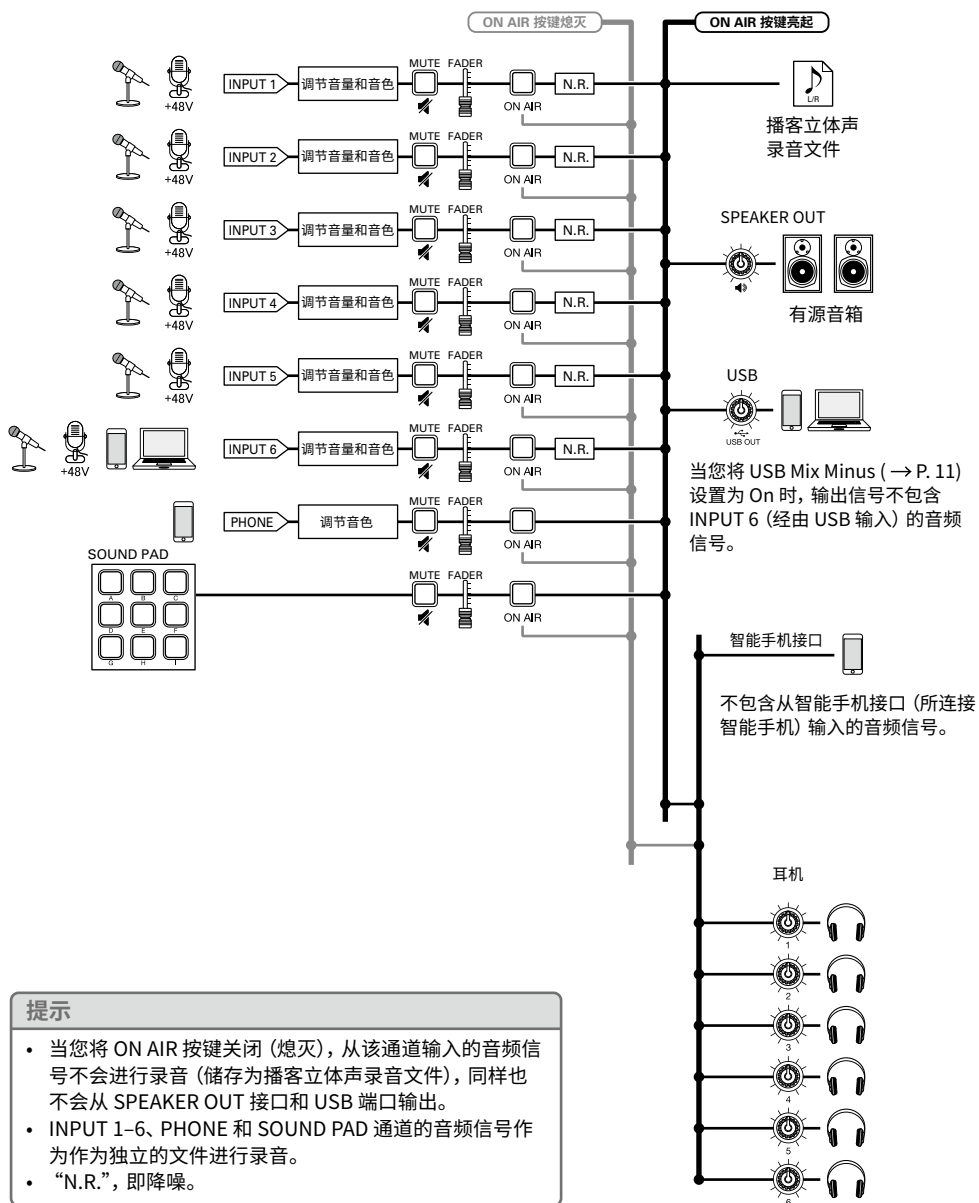 ON AIR 按键熄灭
ON AIR 按键亮起
+48V
INPUT 1
调节音量和音色
MUTE FADER
ON AIR
N.R.
L/R
播客立体声
录音文件
+48V
INPUT 2
调节音量和音色
MUTE FADER
ON AIR
N.R.
+48V
INPUT 3
调节音量和音色
MUTE FADER
ON AIR
N.R.
SPEAKER OUT
有源音箱
+48V
INPUT 4
调节音量和音色
MUTE FADER
ON AIR
N.R.
+48V
INPUT 5
调节音量和音色
MUTE FADER
ON AIR
N.R.
USB
USB OUT
+48V
INPUT 6
调节音量和音色
MUTE FADER
ON AIR
N.R.
当您将 USB Mix Minus ( → P. 11)
设置为 On 时，输出信号不包含
INPUT 6（经由 USB 输入）的音频
信号。
PHONE
调节音色
MUTE FADER
ON AIR
SOUND PAD
A B C
D E F
G H I
MUTE FADER
ON AIR
智能手机接口
不包含从智能手机接口（所连接
智能手机）输入的音频信号。
耳机
1
2
3
4
5
6
提示
• 当您将 ON AIR 按键关闭（熄灭），从该通道输入的音频信
号不会进行录音（储存为播客立体声录音文件），同样也
不会从 SPEAKER OUT 接口和 USB 端口输出。
• INPUT 1–6、PHONE 和 SOUND PAD 通道的音频信号作
为作为独立的文件进行录音。
• “N.R.”，即降噪。